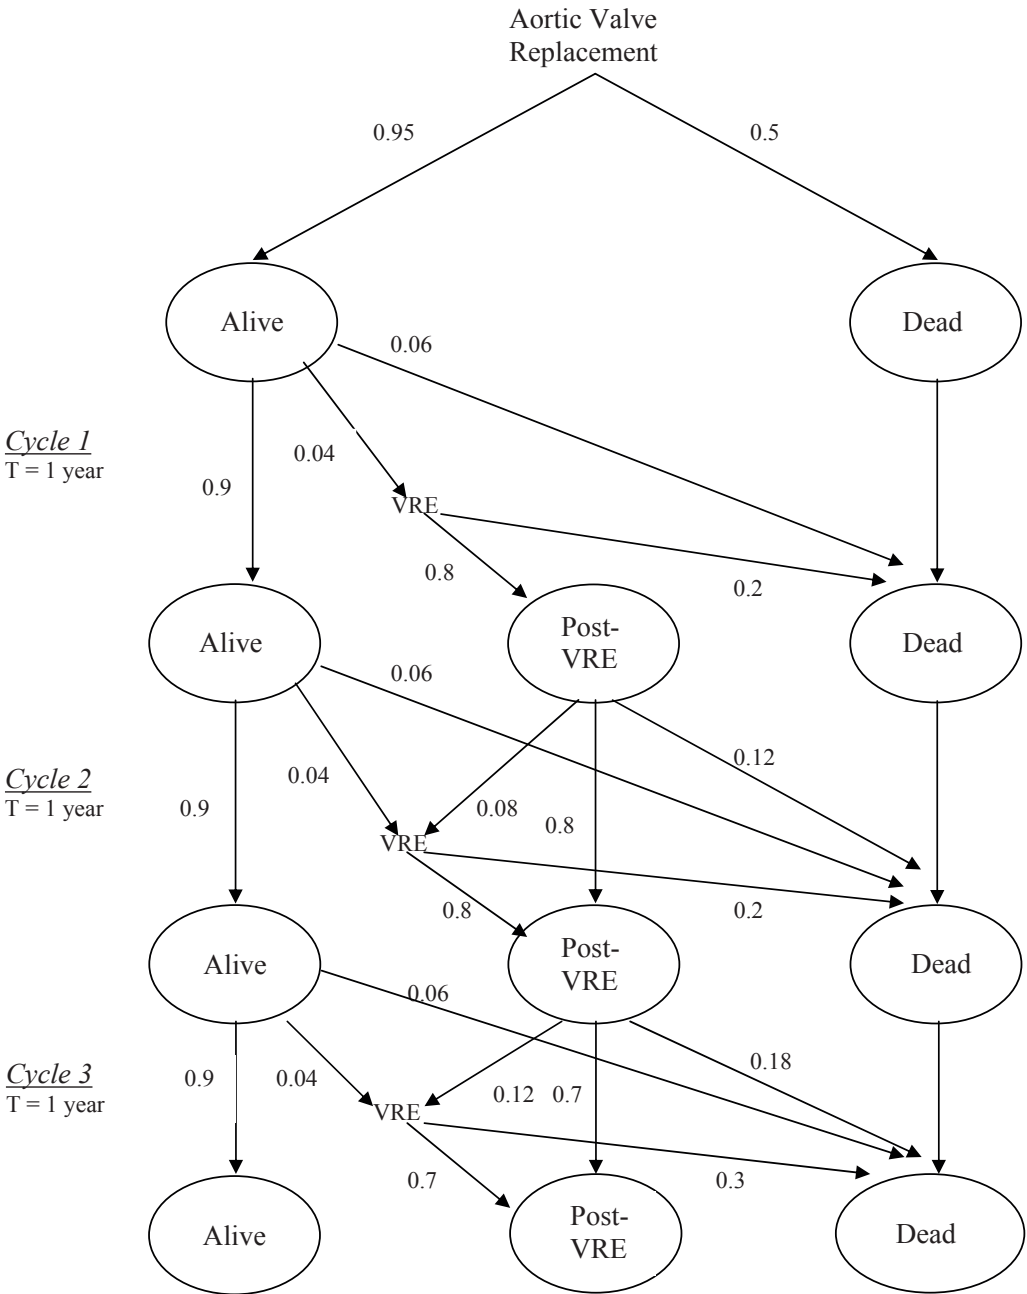 Aortic Valve
Replacement
0.95
0.5
Alive
Dead
0.06
Cycle 1
T = 1 year
0.04
0.9
VRE
0.8
0.2
Alive
Post-
VRE
Dead
0.06
0.12
Cycle 2
T = 1 year
0.04
0.9
0.08
0.8
VRE
0.8
0.2
Alive
Post-
VRE
Dead
0.06
0.18
Cycle 3
T = 1 year
0.9
0.04
0.12
0.7
VRE
0.7
0.3
Alive
Post-
VRE
Dead